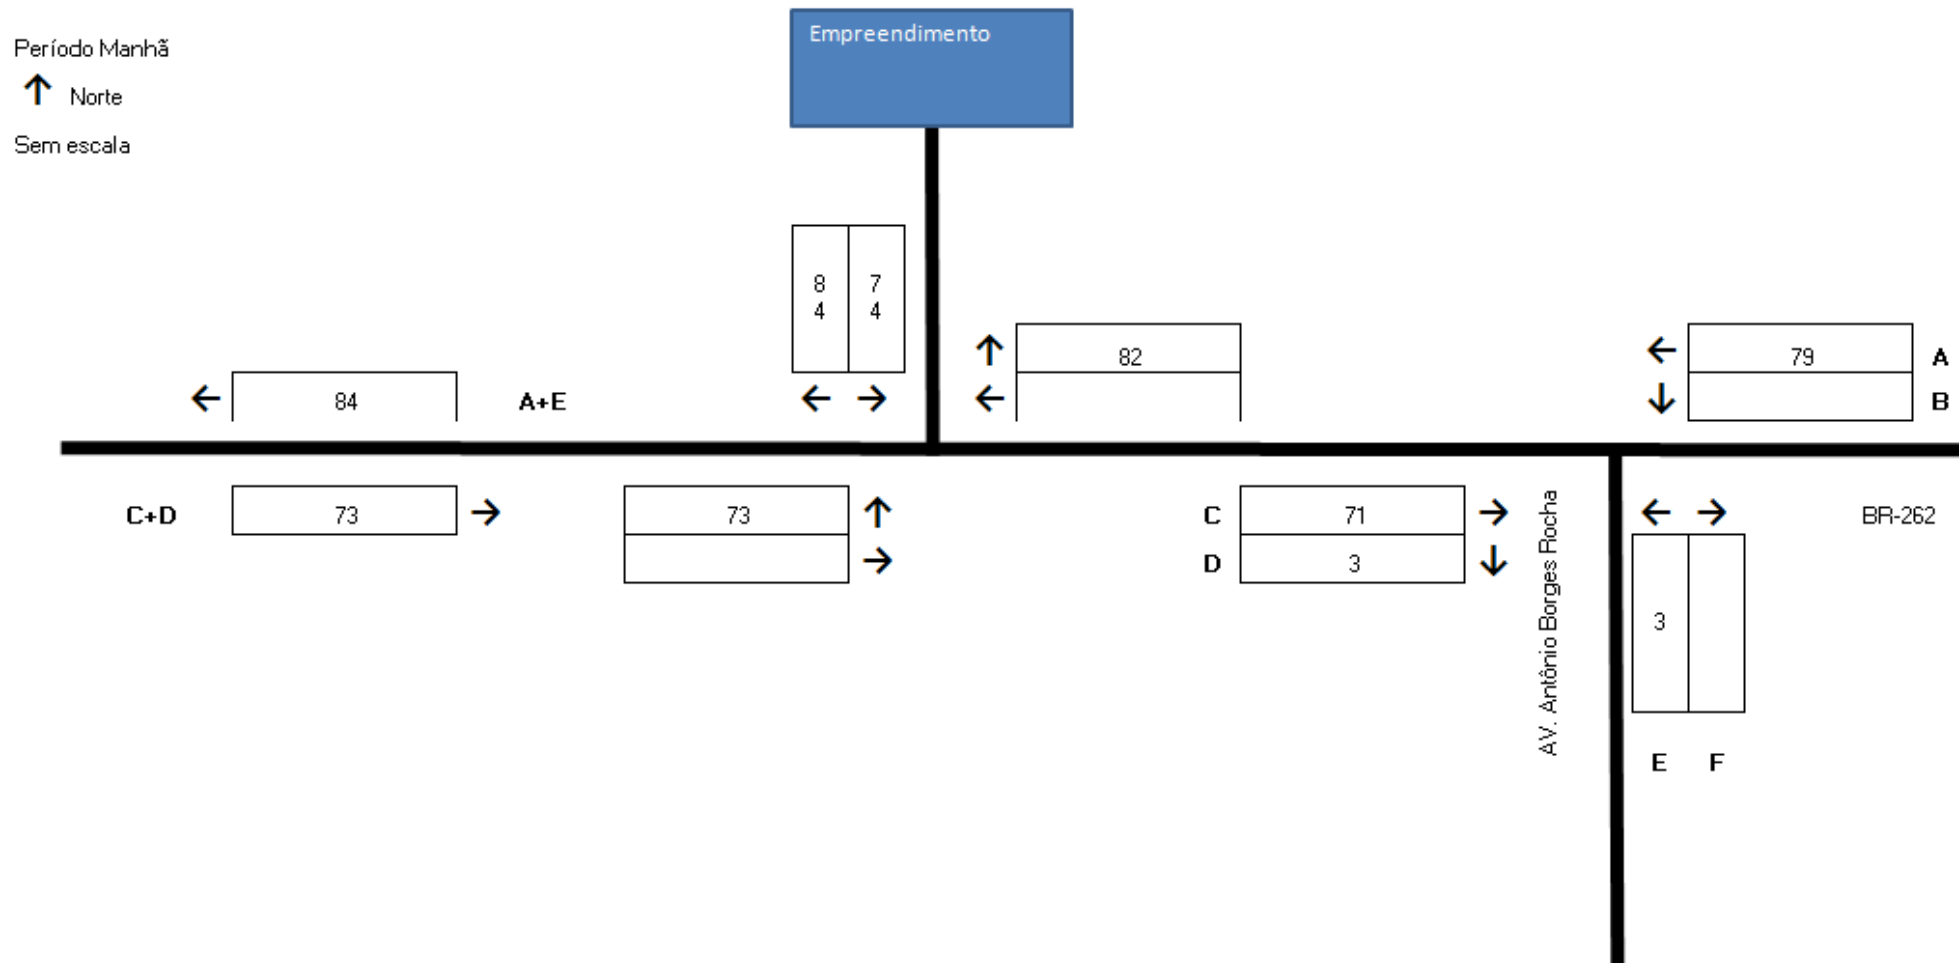 Período Manhã
↑ Norte
Sem escala
Empreendimento
8 7
4 4
↑ 82
←
← 79 A
↓ B
← 84 A+E
← →
C+D 73 →
73 ↑
→
C 71 →
D 3 ↓
AV. Antônio Borges Rocha
← →
BR-262
3
E F